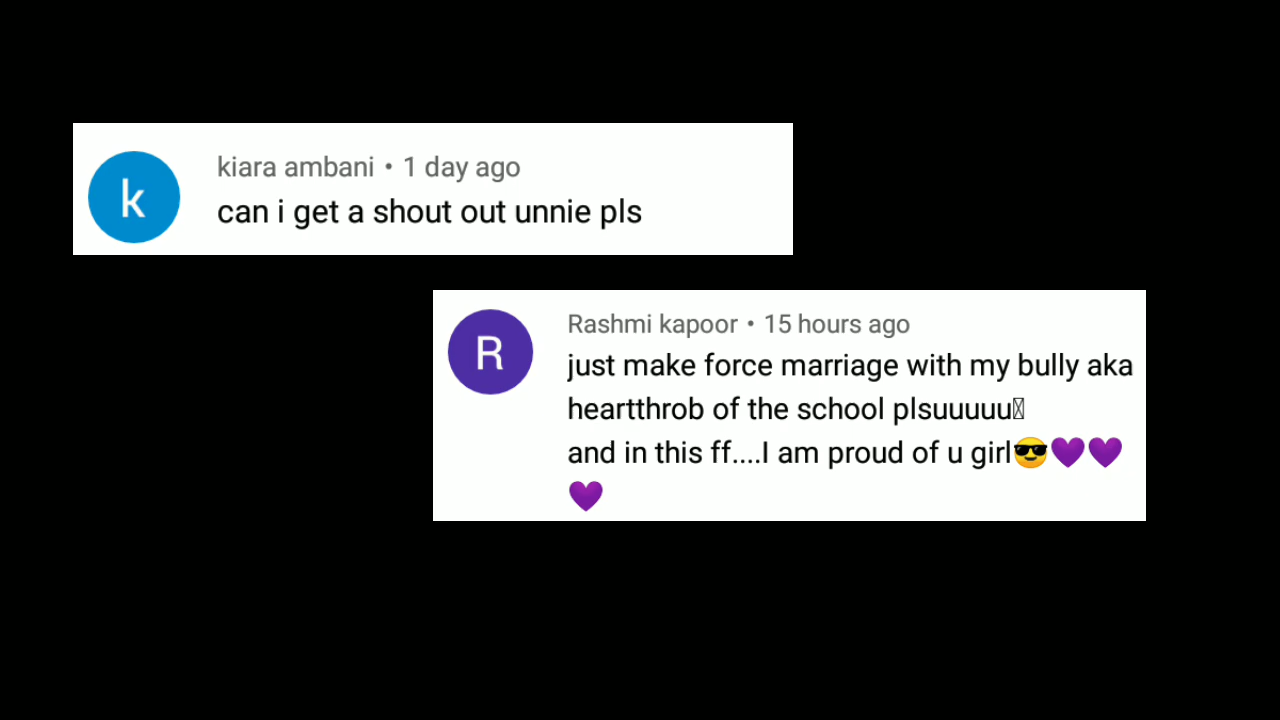 k
kiara ambani • 1 day ago
can i get a shout out unnie pls
R
Rashmi kapoor • 15 hours ago
just make force marriage with my bully aka
heartthrob of the school plsuuuuu
and in this ff....I am proud of u girl😎💜💜
💜